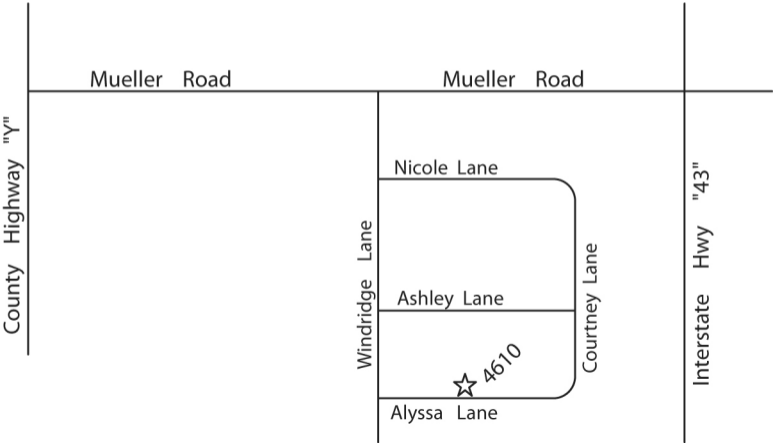 Mueller Road
Mueller Road
County Highway "Y"
Nicole Lane
Interstate Hwy "43"
Windridge Lane
Courtney Lane
Ashley Lane
4610
Alyssa Lane